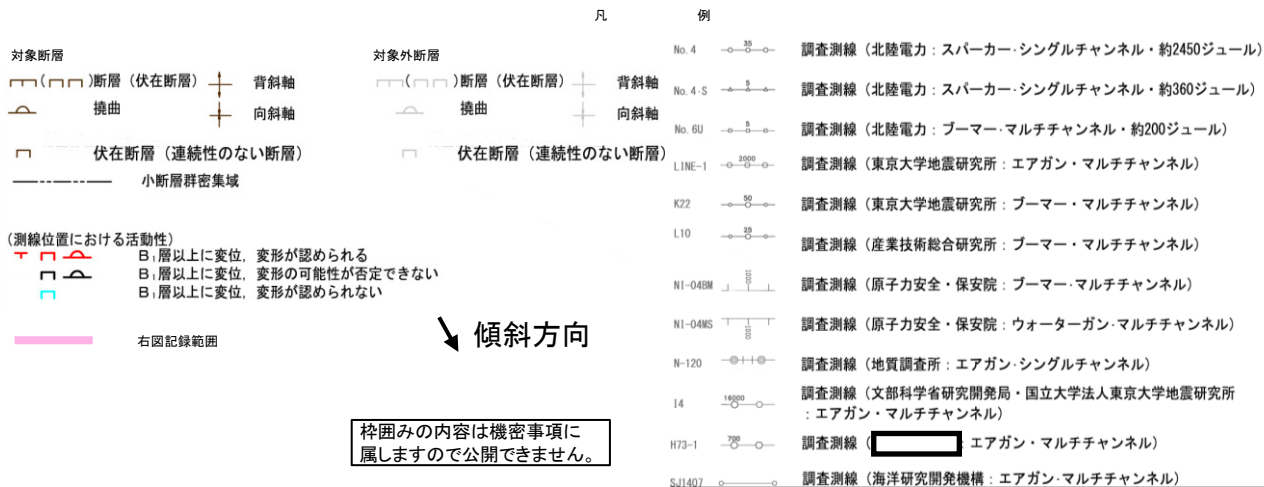 凡 例
対象断層
( )断層（伏在断層） 背斜軸
撓曲 向斜軸
伏在断層（連続性のない断層）
小断層群密集域
対象外断層
( )断層（伏在断層） 背斜軸
撓曲 向斜軸
伏在断層（連続性のない断層）
（測線位置における活動性）
B₁層以上に変位，変形が認められる
B₁層以上に変位，変形の可能性が否定できない
B₁層以上に変位，変形が認められない
右図記録範囲
傾斜方向
枠囲みの内容は機密事項に
属しますので公開できません。
No.4 35 調査測線（北陸電力：スパーカー・シングルチャンネル・約2450ジュール）
No.4-S 5 調査測線（北陸電力：スパーカー・シングルチャンネル・約360ジュール）
No.6U 5 調査測線（北陸電力：ブーマー・マルチチャンネル・約200ジュール）
LINE-1 2000 調査測線（東京大学地震研究所：エアガン・マルチチャンネル）
K22 50 調査測線（東京大学地震研究所：ブーマー・マルチチャンネル）
L10 25 調査測線（産業技術総合研究所：ブーマー・マルチチャンネル）
NI-04BM 1000 調査測線（原子力安全・保安院：ブーマー・マルチチャンネル）
NI-04MS 1000 調査測線（原子力安全・保安院：ウォーターガン・マルチチャンネル）
N-120 調査測線（地質調査所：エアガン・シングルチャンネル）
I4 16000 調査測線（文部科学省研究開発局・国立大学法人東京大学地震研究所
：エアガン・マルチチャンネル）
H73-1 700 調査測線（ ：エアガン・マルチチャンネル）
SJ1407 調査測線（海洋研究開発機構：エアガン・マルチチャンネル）